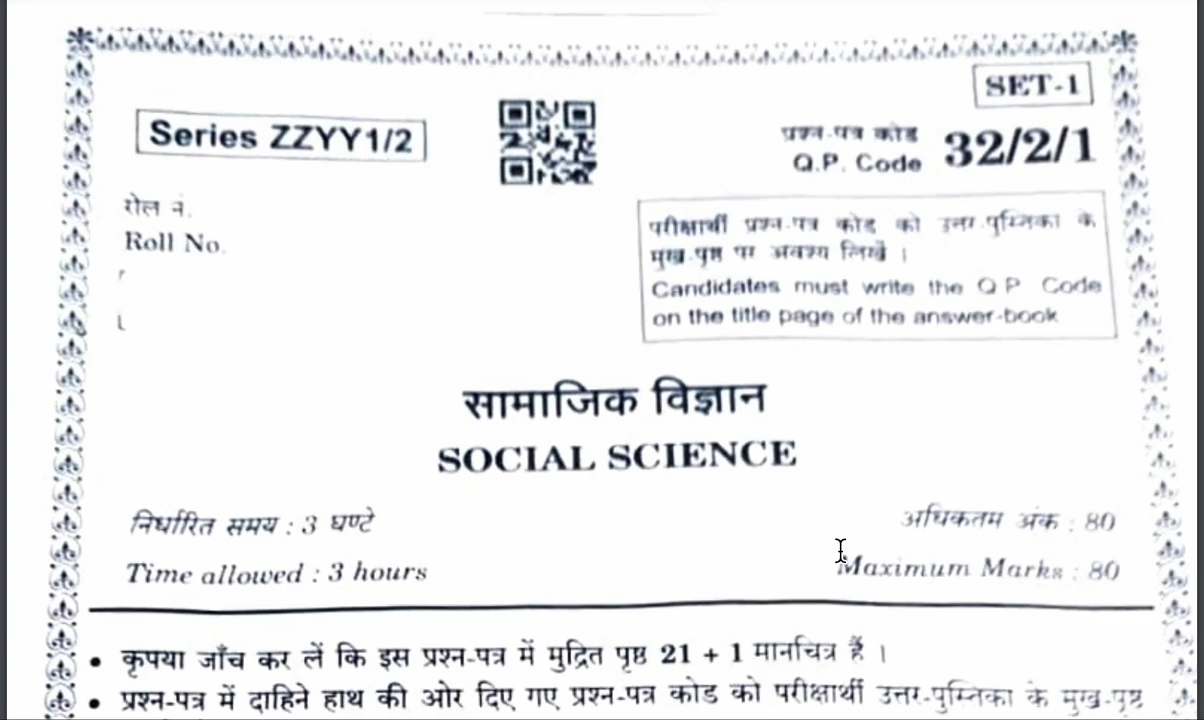 SET-1
Series ZZYY1/2
प्रश्न-पत्र कोड
Q.P. Code 32/2/1
रोल नं.
Roll No.
परीक्षार्थी प्रश्न-पत्र कोड को उत्तर-पुस्तिका के
मुख-पृष्ठ पर अवश्य लिखें ।
Candidates must write the Q.P. Code
on the title page of the answer-book
सामाजिक विज्ञान
SOCIAL SCIENCE
निर्धारित समय : 3 घण्टे
अधिकतम अंक : 80
Time allowed : 3 hours
Maximum Marks : 80
• कृपया जाँच कर लें कि इस प्रश्न-पत्र में मुद्रित पृष्ठ 21 + 1 मानचित्र हैं ।
• प्रश्न-पत्र में दाहिने हाथ की ओर दिए गए प्रश्न-पत्र कोड को परीक्षार्थी उत्तर-पुस्तिका के मुख-पृष्ठ